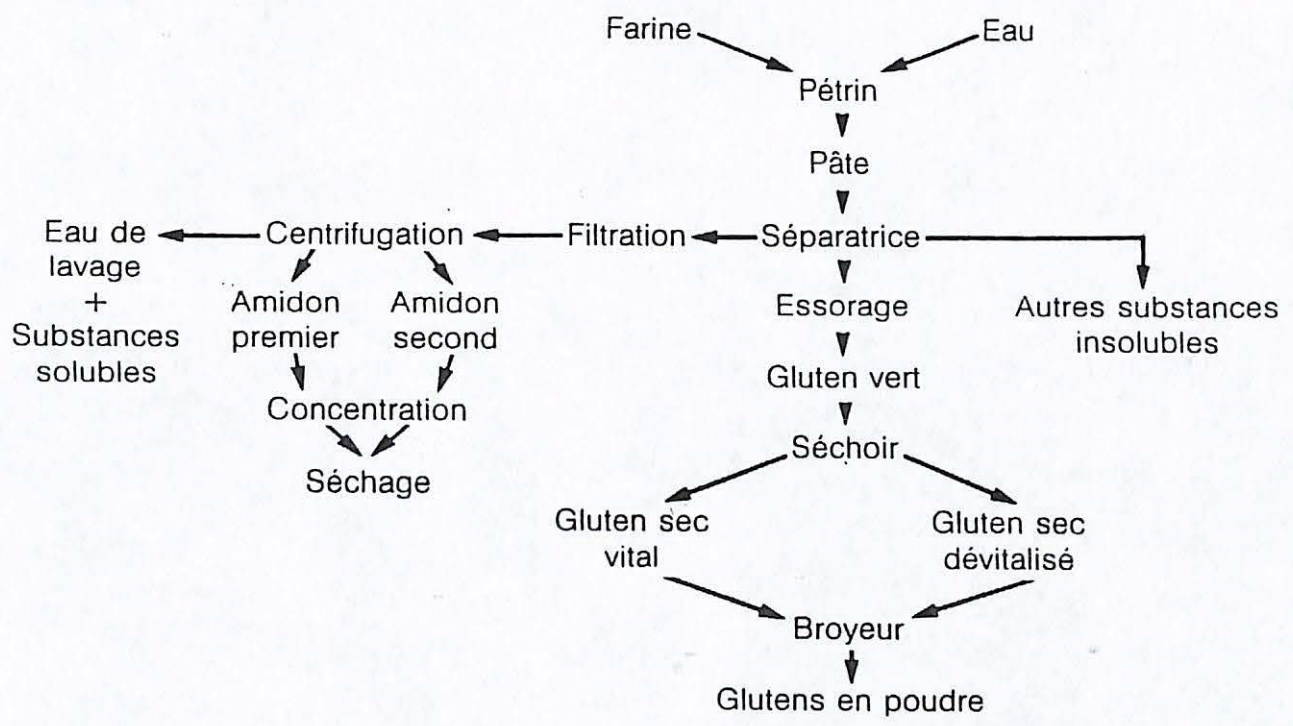 Farine
Eau
Pétrin
Pâte
Eau de
lavage
+
Substances
solubles
Centrifugation
Filtration
Séparatrice
Amidon
premier
Amidon
second
Essorage
Autres substances
insolubles
Concentration
Gluten vert
Séchage
Séchoir
Gluten sec
vital
Gluten sec
dévitalisé
Broyeur
Glutens en poudre